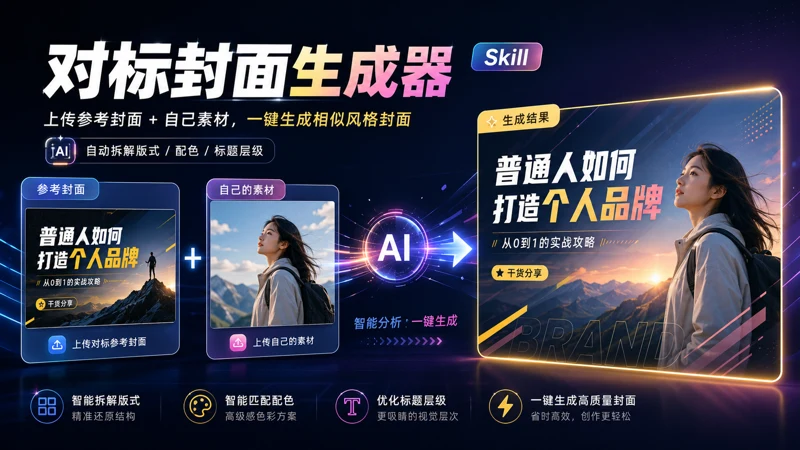 对标封面生成器
Skill
上传参考封面 + 自己素材，一键生成相似风格封面
AI
自动拆解版式 / 配色 / 标题层级
参考封面
普通人如何
打造个人品牌
// 从0到1的实战攻略
干货分享
上传对标参考封面
+
自己的素材
上传自己的素材
AI
智能分析·一键生成
生成结果
普通人如何
打造个人品牌
// 从0到1的实战攻略
干货分享
BRAND
智能拆解版式
精准还原结构
智能匹配配色
高级感色彩方案
T
优化标题层级
更吸睛的视觉层次
一键生成高质量封面
省时高效，创作更轻松